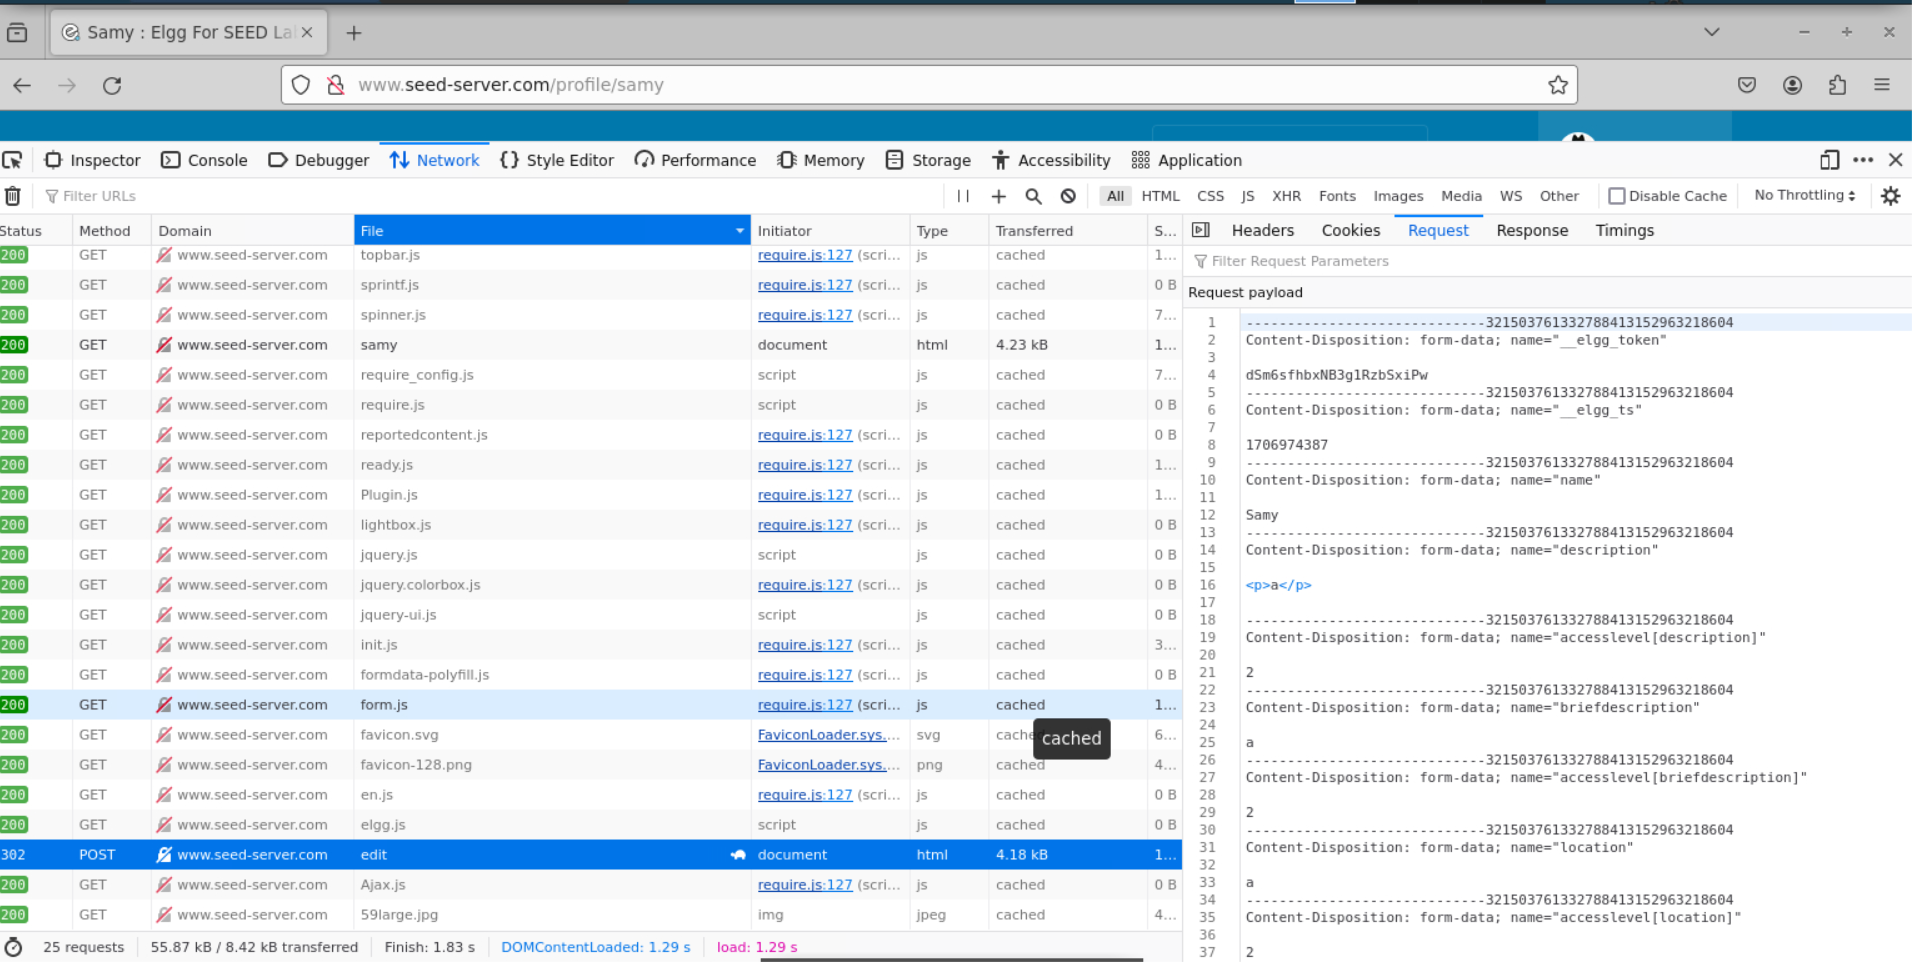 Samy : Elgg For SEED La
www.seed-server.com/profile/samy
Inspector Console Debugger Network Style Editor Performance Memory Storage Accessibility Application
Filter URLs All HTML CSS JS XHR Fonts Images Media WS Other Disable Cache No Throttling
Status Method Domain File Initiator Type Transferred S...
200 GET www.seed-server.com topbar.js require.js:127 (scri... js cached 1...
200 GET www.seed-server.com sprintf.js require.js:127 (scri... js cached 0 B
200 GET www.seed-server.com spinner.js require.js:127 (scri... js cached 7...
200 GET www.seed-server.com samy document html 4.23 kB 1...
200 GET www.seed-server.com require_config.js script js cached 7...
200 GET www.seed-server.com require.js script js cached 0 B
200 GET www.seed-server.com reportedcontent.js require.js:127 (scri... js cached 0 B
200 GET www.seed-server.com ready.js require.js:127 (scri... js cached 1...
200 GET www.seed-server.com Plugin.js require.js:127 (scri... js cached 1...
200 GET www.seed-server.com lightbox.js require.js:127 (scri... js cached 0 B
200 GET www.seed-server.com jquery.js script js cached 0 B
200 GET www.seed-server.com jquery.colorbox.js require.js:127 (scri... js cached 0 B
200 GET www.seed-server.com jquery-ui.js script js cached 0 B
200 GET www.seed-server.com init.js require.js:127 (scri... js cached 3...
200 GET www.seed-server.com formdata-polyfill.js require.js:127 (scri... js cached 0 B
200 GET www.seed-server.com form.js require.js:127 (scri... js cached 1...
200 GET www.seed-server.com favicon.svg FaviconLoader.sys.... svg cached 6...
cached
200 GET www.seed-server.com favicon-128.png FaviconLoader.sys.... png cached 4...
200 GET www.seed-server.com en.js require.js:127 (scri... js cached 0 B
200 GET www.seed-server.com elgg.js script js cached 0 B
302 POST www.seed-server.com edit document html 4.18 kB 1...
200 GET www.seed-server.com Ajax.js require.js:127 (scri... js cached 0 B
200 GET www.seed-server.com 59large.jpg img jpeg cached 4...
25 requests 55.87 kB / 8.42 kB transferred Finish: 1.83 s DOMContentLoaded: 1.29 s load: 1.29 s
Headers Cookies Request Response Timings
Filter Request Parameters
Request payload
1 -----------------------------321503761332788413152963218604
2 Content-Disposition: form-data; name="__elgg_token"
3
4 dSm6sfhbxNB3g1RzbSxiPw
5 -----------------------------321503761332788413152963218604
6 Content-Disposition: form-data; name="__elgg_ts"
7
8 1706974387
9 -----------------------------321503761332788413152963218604
10 Content-Disposition: form-data; name="name"
11
12 Samy
13 -----------------------------321503761332788413152963218604
14 Content-Disposition: form-data; name="description"
15
16 <p>a</p>
17
18 -----------------------------321503761332788413152963218604
19 Content-Disposition: form-data; name="accesslevel[description]"
20
21 2
22 -----------------------------321503761332788413152963218604
23 Content-Disposition: form-data; name="briefdescription"
24
25 a
26 -----------------------------321503761332788413152963218604
27 Content-Disposition: form-data; name="accesslevel[briefdescription]"
28
29 2
30 -----------------------------321503761332788413152963218604
31 Content-Disposition: form-data; name="location"
32
33 a
34 -----------------------------321503761332788413152963218604
35 Content-Disposition: form-data; name="accesslevel[location]"
36
37 2